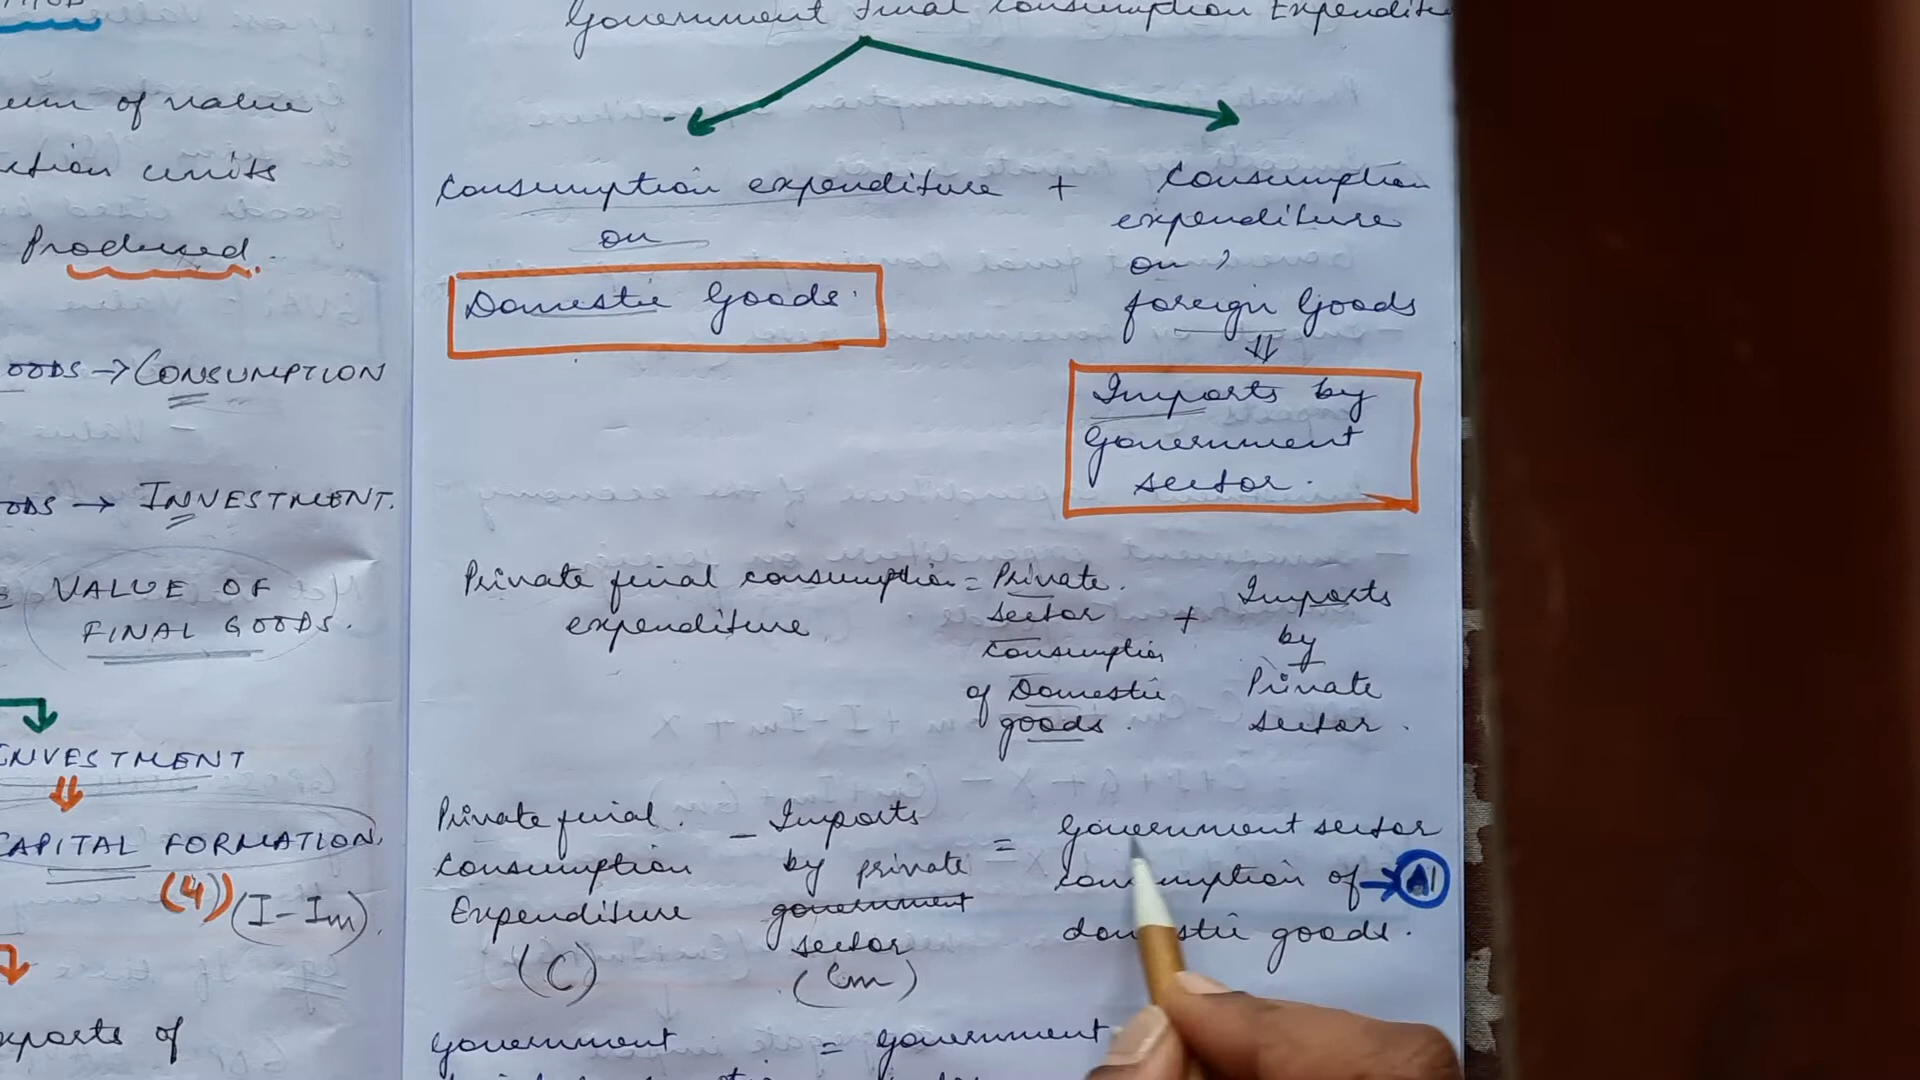 of value
units
Produced.
→ CONSUMPTION
→ INVESTMENT.
VALUE OF
FINAL GOODS.
INVESTMENT
CAPITAL FORMATION.
(4) (I-Im).
of
Government Final Consumption
Consumption expenditure + Consumption
on
expenditure
on,
Domestic Goods.
foreign Goods
⇓
Imports by
Government
sector.
Private final consumption = Private
expenditure
sector
consumption
of Domestic
goods.
+
Imports
by
Private
sector.
Private final
Consumption
Expenditure
(C)
- Imports
by private
government
sector
(Cm)
= Government sector
consumption of → A1
domestic goods.
Government = government